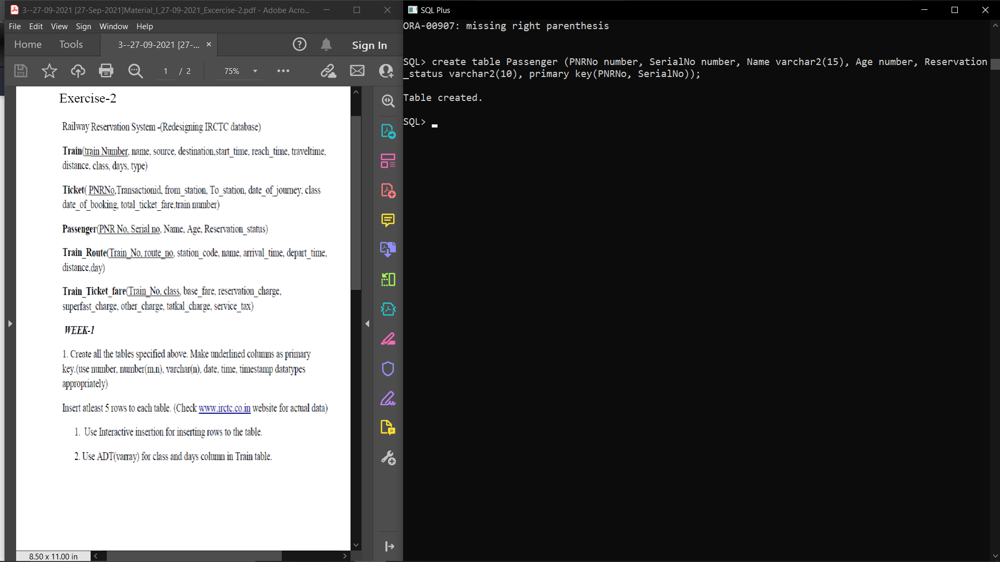 3--27-09-2021 [27-Sep-2021]Material_I_27-09-2021_Excercise-2.pdf - Adobe Acro...
File Edit View Sign Window Help
Home Tools 3--27-09-2021 [27-... × Sign In
1 / 2 75%
Exercise-2
Railway Reservation System -(Redesigning IRCTC database)
Train(train Number, name, source, destination,start_time, reach_time, traveltime,
distance, class, days, type)
Ticket( PNRNo,Transactionid, from_station, To_station, date_of_journey, class
date_of_booking, total_ticket_fare,train number)
Passenger(PNR No, Serial no, Name, Age, Reservation_status)
Train_Route(Train_No, route_no, station_code, name, arrival_time, depart_time,
distance,day)
Train_Ticket_fare(Train_No, class, base_fare, reservation_charge,
superfast_charge, other_charge, tatkal_charge, service_tax)
WEEK-1
1. Create all the tables specified above. Make underlined columns as primary
key.(use number, number(m,n), varchar(n), date, time, timestamp datatypes
appropriately)
Insert atleast 5 rows to each table. (Check www.irctc.co.in website for actual data)
1. Use Interactive insertion for inserting rows to the table.
2. Use ADT(varray) for class and days column in Train table.
8.50 x 11.00 in
SQL Plus
ORA-00907: missing right parenthesis
SQL> create table Passenger (PNRNo number, SerialNo number, Name varchar2(15), Age number, Reservation
_status varchar2(10), primary key(PNRNo, SerialNo));
Table created.
SQL>